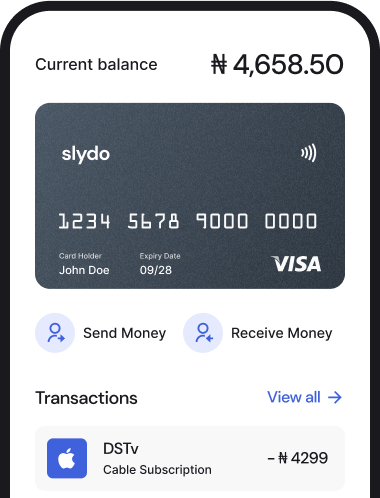 Current balance ₦ 4,658.50
slydo
1234 5678 9000 0000
Card Holder Expiry Date
John Doe 09/28
VISA
Send Money Receive Money
Transactions View all →
DSTv
Cable Subscription
- ₦ 4299